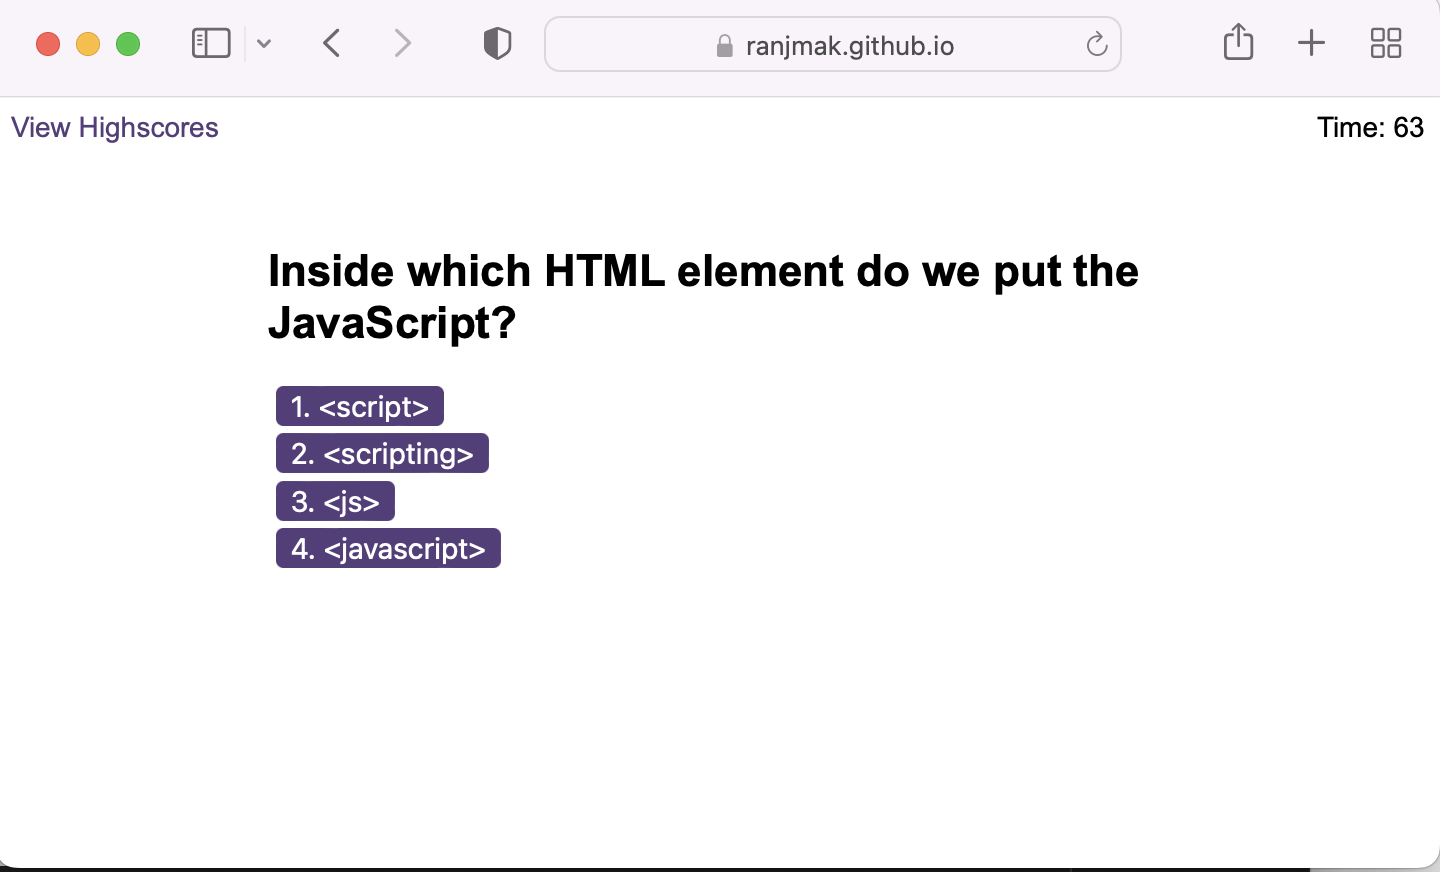 ranjmak.github.io
View Highscores
Time: 63
Inside which HTML element do we put the
JavaScript?
1. <script>
2. <scripting>
3. <js>
4. <javascript>